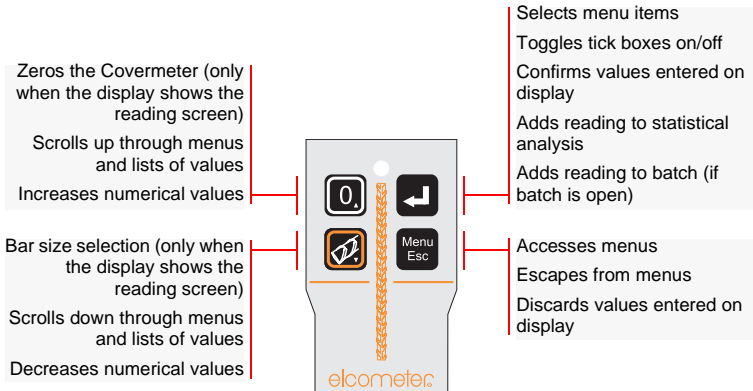 Zeros the Covermeter (only
when the display shows the
reading screen)
Scrolls up through menus
and lists of values
Increases numerical values
Bar size selection (only when
the display shows the
reading screen)
Scrolls down through menus
and lists of values
Decreases numerical values
0
Menu
Esc
elcometer
Selects menu items
Toggles tick boxes on/off
Confirms values entered on
display
Adds reading to statistical
analysis
Adds reading to batch (if
batch is open)
Accesses menus
Escapes from menus
Discards values entered on
display